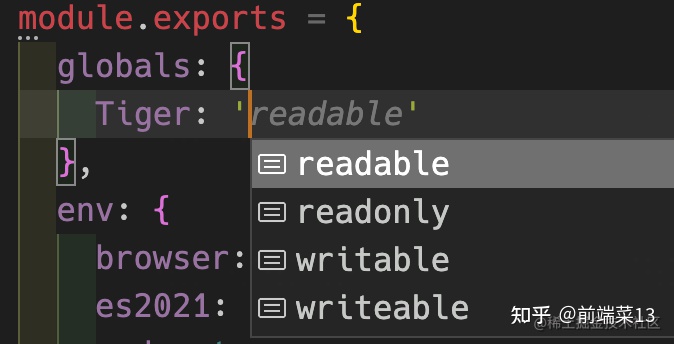 module.exports = {
globals: {
Tiger: 'readable'
},
readable
readonly
env: {
writable
browser:
writeable
es2021:
知乎 @前端菜13
@稀土掘金技术社区